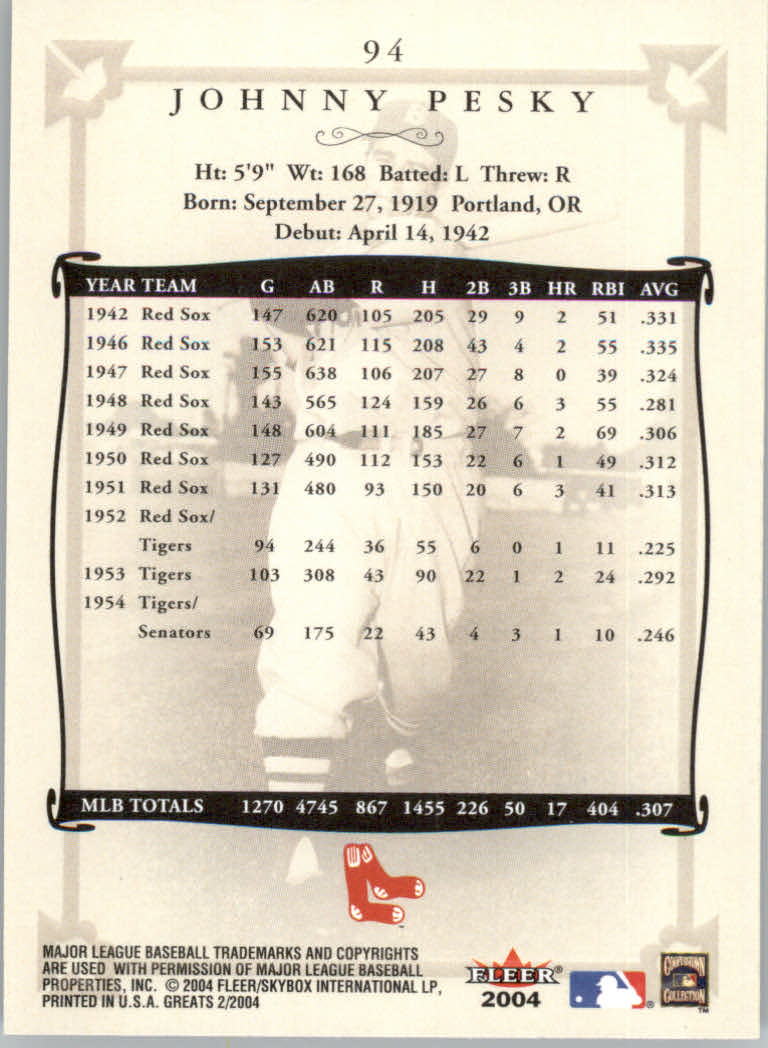 94
JOHNNY PESKY
Ht: 5'9" Wt: 168 Batted: L Threw: R
Born: September 27, 1919 Portland, OR
Debut: April 14, 1942
YEAR TEAM G AB R H 2B 3B HR RBI AVG
1942 Red Sox 147 620 105 205 29 9 2 51 .331
1946 Red Sox 153 621 115 208 43 4 2 55 .335
1947 Red Sox 155 638 106 207 27 8 0 39 .324
1948 Red Sox 143 565 124 159 26 6 3 55 .281
1949 Red Sox 148 604 111 185 27 7 2 69 .306
1950 Red Sox 127 490 112 153 22 6 1 49 .312
1951 Red Sox 131 480 93 150 20 6 3 41 .313
1952 Red Sox/
Tigers 94 244 36 55 6 0 1 11 .225
1953 Tigers 103 308 43 90 22 1 2 24 .292
1954 Tigers/
Senators 69 175 22 43 4 3 1 10 .246
MLB TOTALS 1270 4745 867 1455 226 50 17 404 .307
MAJOR LEAGUE BASEBALL TRADEMARKS AND COPYRIGHTS
ARE USED WITH PERMISSION OF MAJOR LEAGUE BASEBALL
PROPERTIES, INC. © 2004 FLEER/SKYBOX INTERNATIONAL LP,
PRINTED IN U.S.A. GREATS 2/2004
FLEER®
2004
®
COOPERSTOWN
COLLECTION
TM